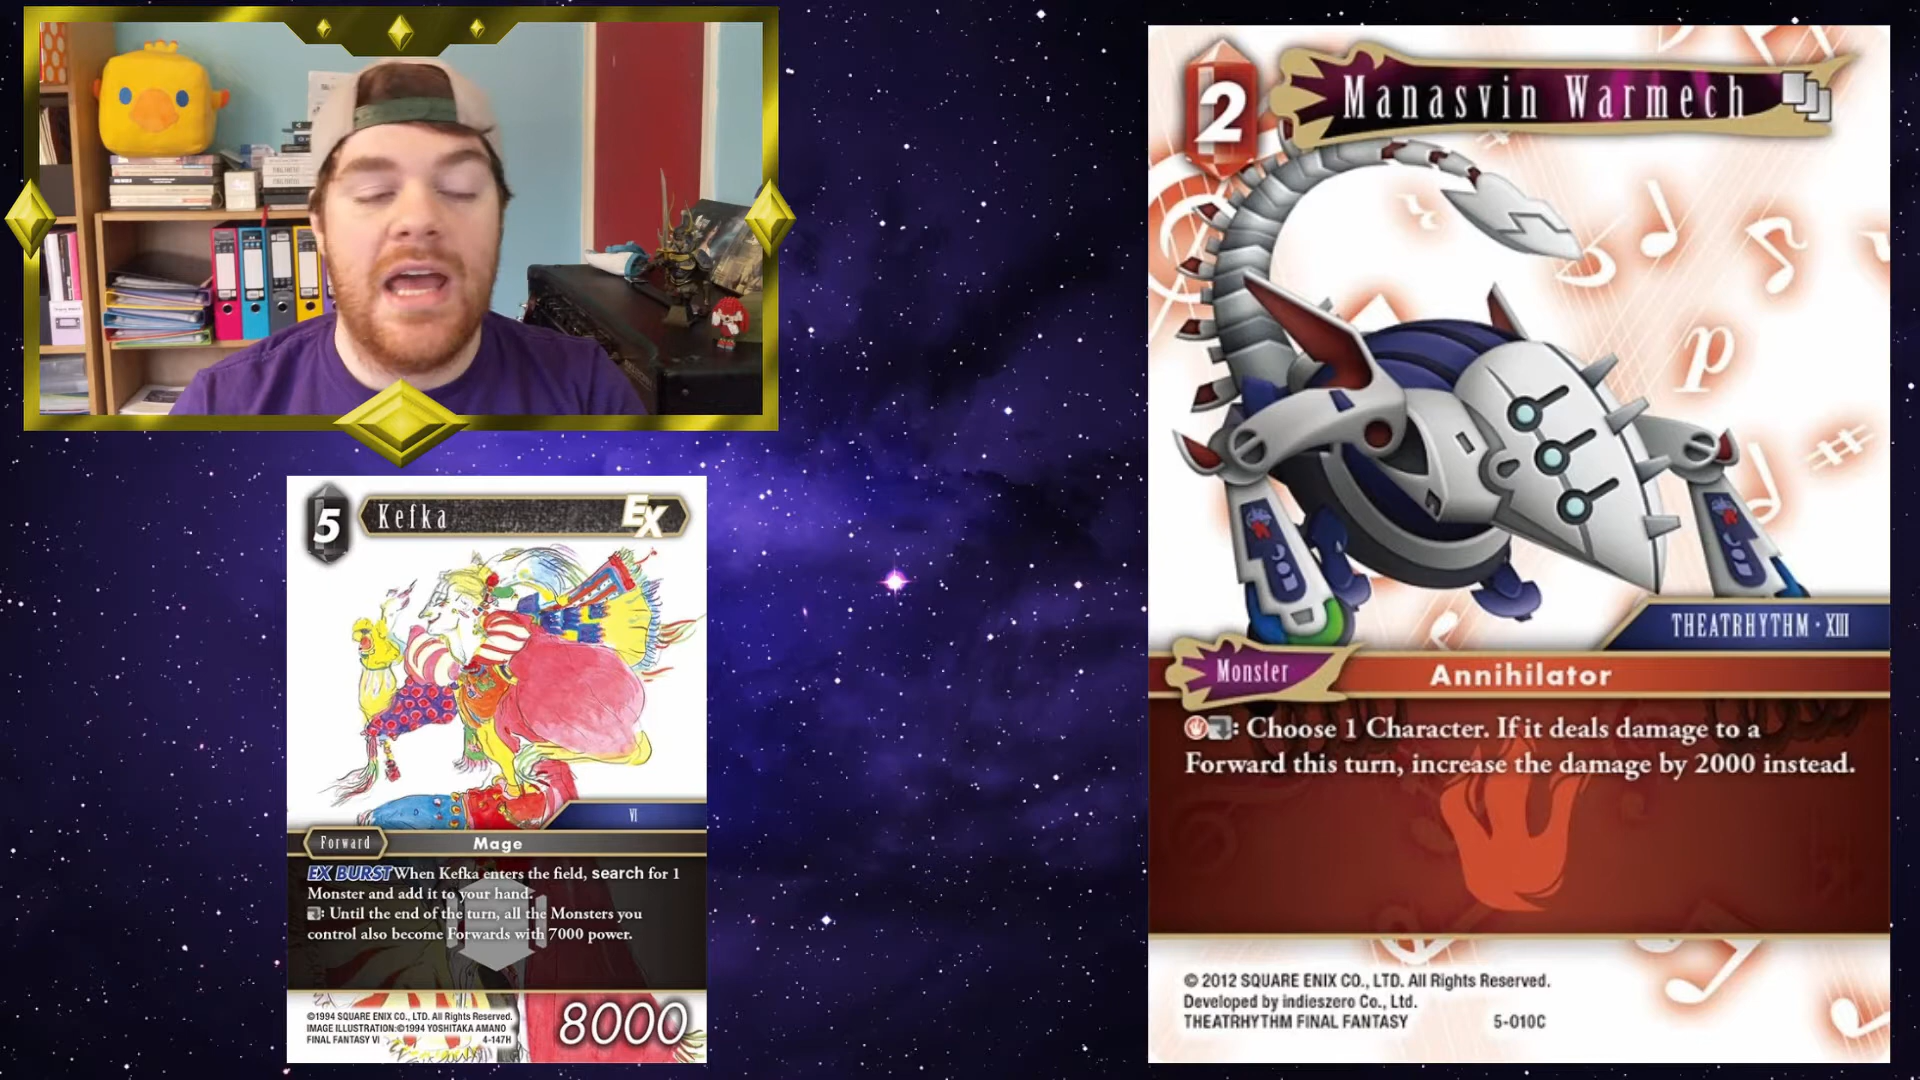 5
Kefka
EX
VI
Forward
Mage
EX BURST When Kefka enters the field, search for 1
Monster and add it to your hand.
: Until the end of the turn, all the Monsters you
control also become Forwards with 7000 power.
©1994 SQUARE ENIX CO., LTD. All Rights Reserved.
IMAGE ILLUSTRATION:©1994 YOSHITAKA AMANO
FINAL FANTASY VI
4-147H
8000
2
Manasvin Warmech
p
THEATRHYTHM · XIII
Monster
Annihilator
: Choose 1 Character. If it deals damage to a
Forward this turn, increase the damage by 2000 instead.
© 2012 SQUARE ENIX CO., LTD. All Rights Reserved.
Developed by indieszero Co., Ltd.
THEATRHYTHM FINAL FANTASY
5-010C